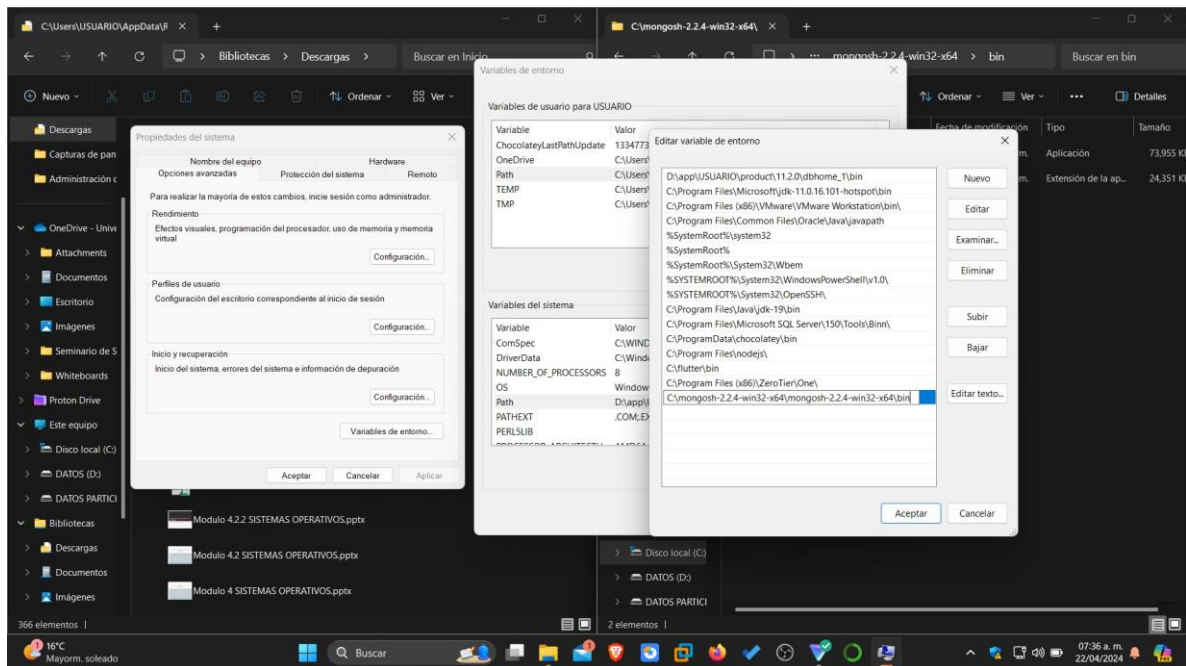 C:\Users\USUARIO\AppData\R
Bibliotecas > Descargas >
Buscar en Inicio
Nuevo
Ordenar
Ver
Descargas
Capturas de pan
Administración c
OneDrive - Unive
Attachments
Documentos
Escritorio
Imágenes
Seminario de S
Whiteboards
Proton Drive
Este equipo
Disco local (C:)
DATOS (D:)
DATOS PARTICI
Bibliotecas
Descargas
Documentos
Imágenes
Modulo 4.2.2 SISTEMAS OPERATIVOS.pptx
Modulo 4.2 SISTEMAS OPERATIVOS.pptx
Modulo 4 SISTEMAS OPERATIVOS.pptx
366 elementos
Propiedades del sistema
Nombre del equipo
Hardware
Opciones avanzadas
Protección del sistema
Remoto
Para realizar la mayoría de estos cambios, inicie sesión como administrador.
Rendimiento
Efectos visuales, programación del procesador, uso de memoria y memoria
virtual
Configuración...
Perfiles de usuario
Configuración del escritorio correspondiente al inicio de sesión
Configuración...
Inicio y recuperación
Inicio del sistema, errores del sistema e información de depuración
Configuración...
Variables de entorno...
Aceptar
Cancelar
Aplicar
C:\mongosh-2.2.4-win32-x64\
mongosh-2.2.4-win32-x64 > bin
Buscar en bin
Ordenar
Ver
Detalles
Fecha de modificación
Tipo
Tamaño
m.
Aplicación
73,955 K
m.
Extensión de la ap...
24,351 K
Disco local (C:)
DATOS (D:)
DATOS PARTICI
2 elementos
Variables de entorno
Variables de usuario para USUARIO
Variable Valor
ChocolateyLastPathUpdate 1334773
OneDrive C:\Users\
Path C:\Users\
TEMP C:\Users\
TMP C:\Users\
Variables del sistema
Variable Valor
ComSpec C:\WIND
DriverData C:\Wind
NUMBER_OF_PROCESSORS 8
OS Window
Path D:\app\
PATHEXT .COM;.EX
PERL5LIB
Editar variable de entorno
D:\app\USUARIO\product\11.2.0\dbhome_1\bin
C:\Program Files\Microsoft\jdk-11.0.16.101-hotspot\bin
C:\Program Files (x86)\VMware\VMware Workstation\bin\
C:\Program Files\Common Files\Oracle\Java\javapath
%SystemRoot%\system32
%SystemRoot%
%SystemRoot%\System32\Wbem
%SYSTEMROOT%\System32\WindowsPowerShell\v1.0\
%SYSTEMROOT%\System32\OpenSSH\
C:\Program Files\Java\jdk-19\bin
C:\Program Files\Microsoft SQL Server\150\Tools\Binn\
C:\ProgramData\chocolatey\bin
C:\Program Files\nodejs\
C:\flutter\bin
C:\Program Files (x86)\ZeroTier\One\
C:\mongosh-2.2.4-win32-x64\mongosh-2.2.4-win32-x64\bin
Nuevo
Editar
Examinar...
Eliminar
Subir
Bajar
Editar texto...
Aceptar
Cancelar
16°C
Mayorm. soleado
Buscar
07:36 a. m.
22/04/2024